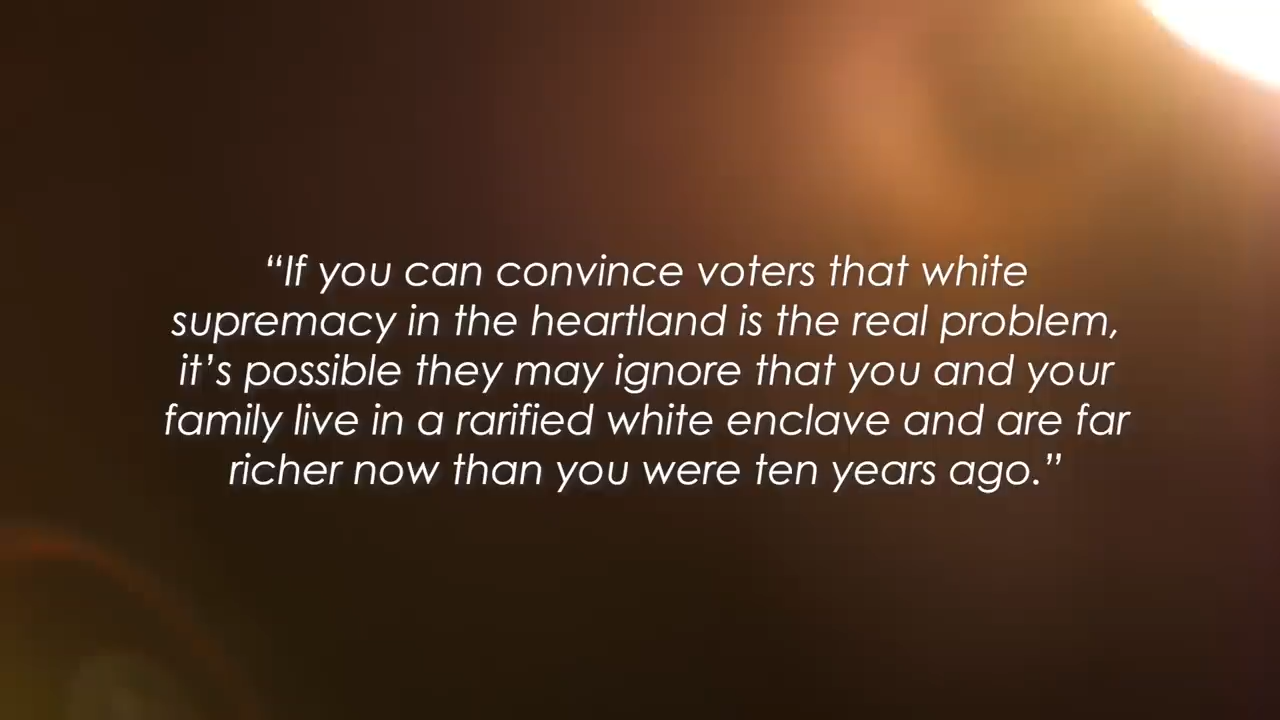 “If you can convince voters that white
supremacy in the heartland is the real problem,
it’s possible they may ignore that you and your
family live in a rarified white enclave and are far
richer now than you were ten years ago.”